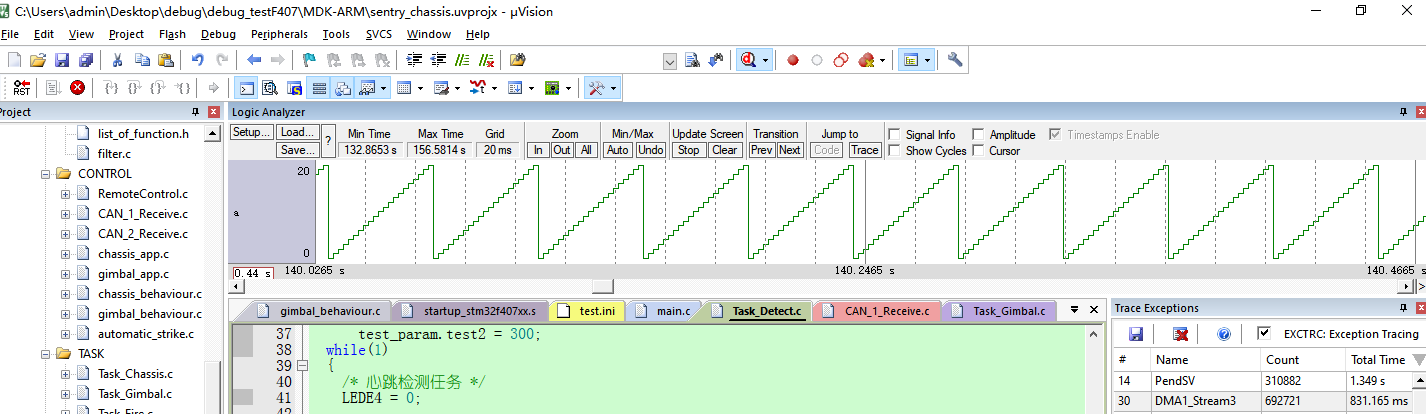 C:\Users\admin\Desktop\debug\debug_testF407\MDK-ARM\sentry_chassis.uvprojx - µVision
File Edit View Project Flash Debug Peripherals Tools SVCS Window Help
RST
Project
list_of_function.h
filter.c
CONTROL
RemoteControl.c
CAN_1_Receive.c
CAN_2_Receive.c
chassis_app.c
gimbal_app.c
chassis_behaviour.c
gimbal_behaviour.c
automatic_strike.c
TASK
Task_Chassis.c
Task_Gimbal.c
Task_Fire.c
Logic Analyzer
Setup... Load... ? Min Time Max Time Grid Zoom Min/Max Update Screen Transition Jump to Signal Info Amplitude Timestamps Enable
Save... 132.8653 s 156.5814 s 20 ms In Out All Auto Undo Stop Clear Prev Next Code Trace Show Cycles Cursor
20
a
0
0.44 s 140.0265 s 140.2465 s 140.4665 s
gimbal_behaviour.c startup_stm32f407xx.s test.ini main.c Task_Detect.c CAN_1_Receive.c Task_Gimbal.c
37 test_param.test2 = 300;
38 while(1)
39 {
40 /* 心跳检测任务 */
41 LEDE4 = 0;
42
Trace Exceptions
EXCTRC: Exception Tracing
# Name Count Total Time
14 PendSV 310882 1.349 s
30 DMA1_Stream3 692721 831.165 ms